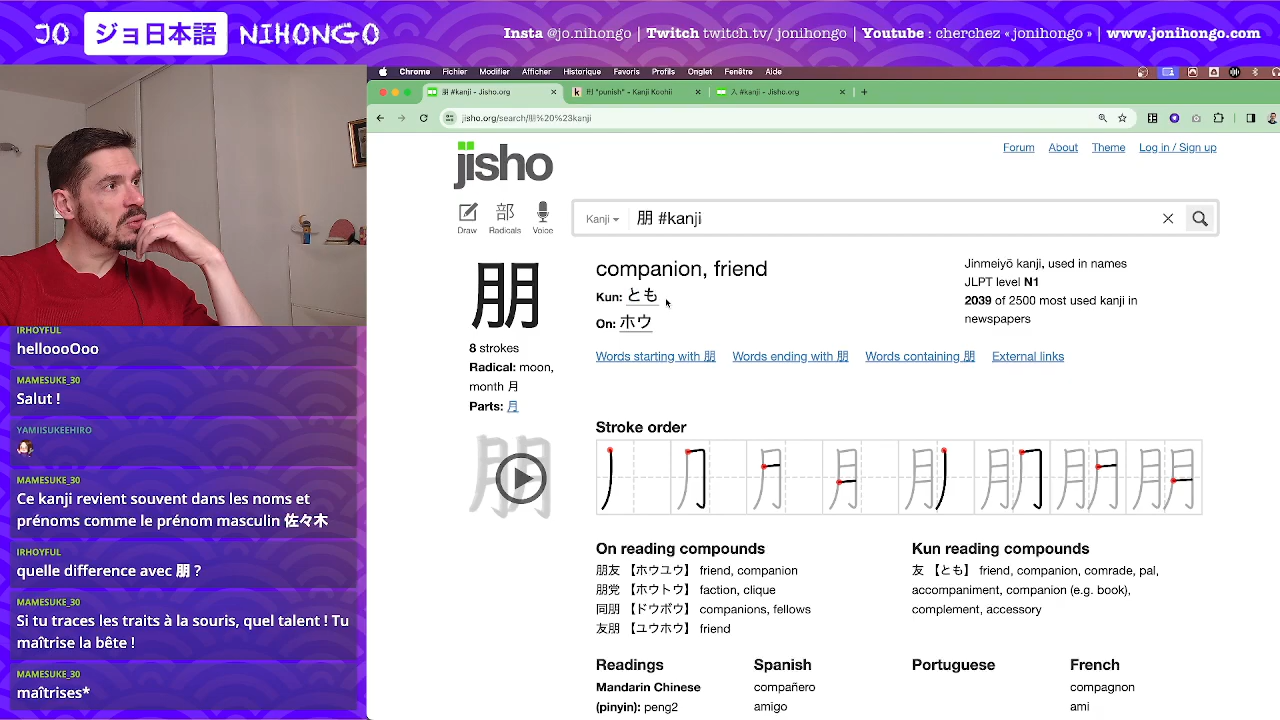 JO ジョ日本語 NIHONGO
Insta @jo.nihongo | Twitch twitch.tv/ jonihongo | Youtube : cherchez « jonihongo » | www.jonihongo.com
Chrome Fichier Modifier Afficher Historique Favoris Profils Onglet Fenêtre Aide
朋 #kanji - Jisho.org
刑 "punish" - Kanji Koohii
入 #kanji - Jisho.org
jisho.org/search/朋%20%23kanji
jisho
Forum About Theme Log in / Sign up
Draw
部 Radicals
Voice
Kanji
朋 #kanji
朋
8 strokes
Radical: moon,
month 月
Parts: 月
朋
companion, friend
Kun: とも
On: ホウ
Jinmeiyō kanji, used in names
JLPT level N1
2039 of 2500 most used kanji in
newspapers
Words starting with 朋 Words ending with 朋 Words containing 朋 External links
Stroke order
On reading compounds
朋友 【ホウユウ】 friend, companion
朋党 【ホウトウ】 faction, clique
同朋 【ドウボウ】 companions, fellows
友朋 【ユウホウ】 friend
Kun reading compounds
友 【とも】 friend, companion, comrade, pal,
accompaniment, companion (e.g. book),
complement, accessory
Readings
Mandarin Chinese
(pinyin): peng2
Spanish
compañero
amigo
Portuguese
French
compagnon
ami
IRHOYFUL
helloooOoo
MAMESUKE_30
Salut !
YAMIISUKEEHIRO
MAMESUKE_30
Ce kanji revient souvent dans les noms et
prénoms comme le prénom masculin 佐々木
IRHOYFUL
quelle difference avec 朋 ?
MAMESUKE_30
Si tu traces les traits à la souris, quel talent ! Tu
maîtrise la bête !
MAMESUKE_30
maîtrises*